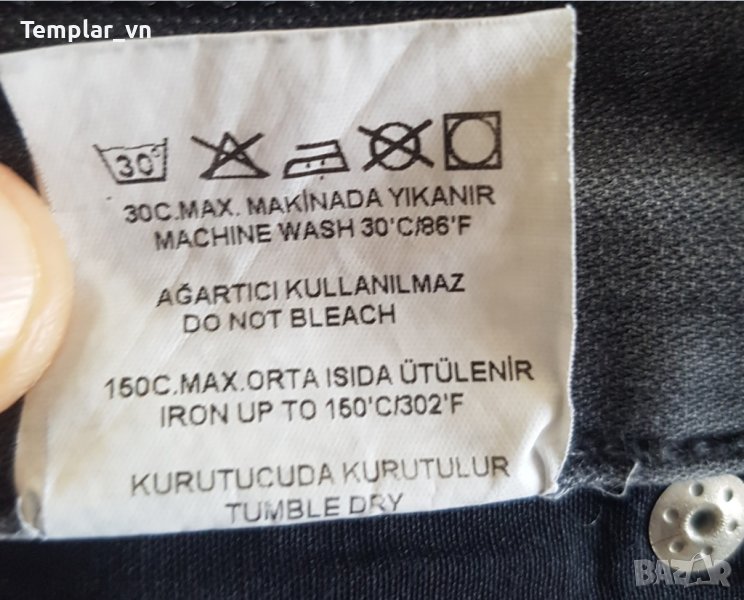 Templar_vn
30°
30C.MAX. MAKİNADA YIKANIR
MACHINE WASH 30'C/86'F
AĞARTICI KULLANILMAZ
DO NOT BLEACH
150C.MAX.ORTA ISIDA ÜTÜLENİR
IRON UP TO 150'C/302'F
KURUTUCUDA KURUTULUR
TUMBLE DRY
BAZAR